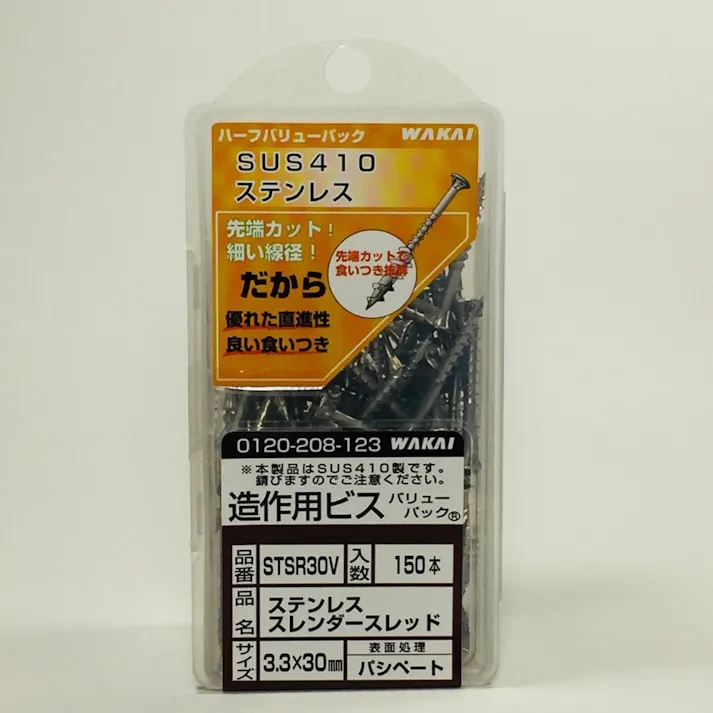 ハーフバリューパック WAKAI
SUS410
ステンレス
先端カット!
細い線径!
だから
優れた直進性
良い食いつき
先端カットで
食いつき抜群
0120-208-123 WAKAI
※本製品はSUS410製です。
錆びますのでご注意ください。
造作用ビス バリューパック®
品番 STSR30V 入数 150本
品名 ステンレス
スレンダースレッド
サイズ 3.3×30mm 表面処理
パシベート